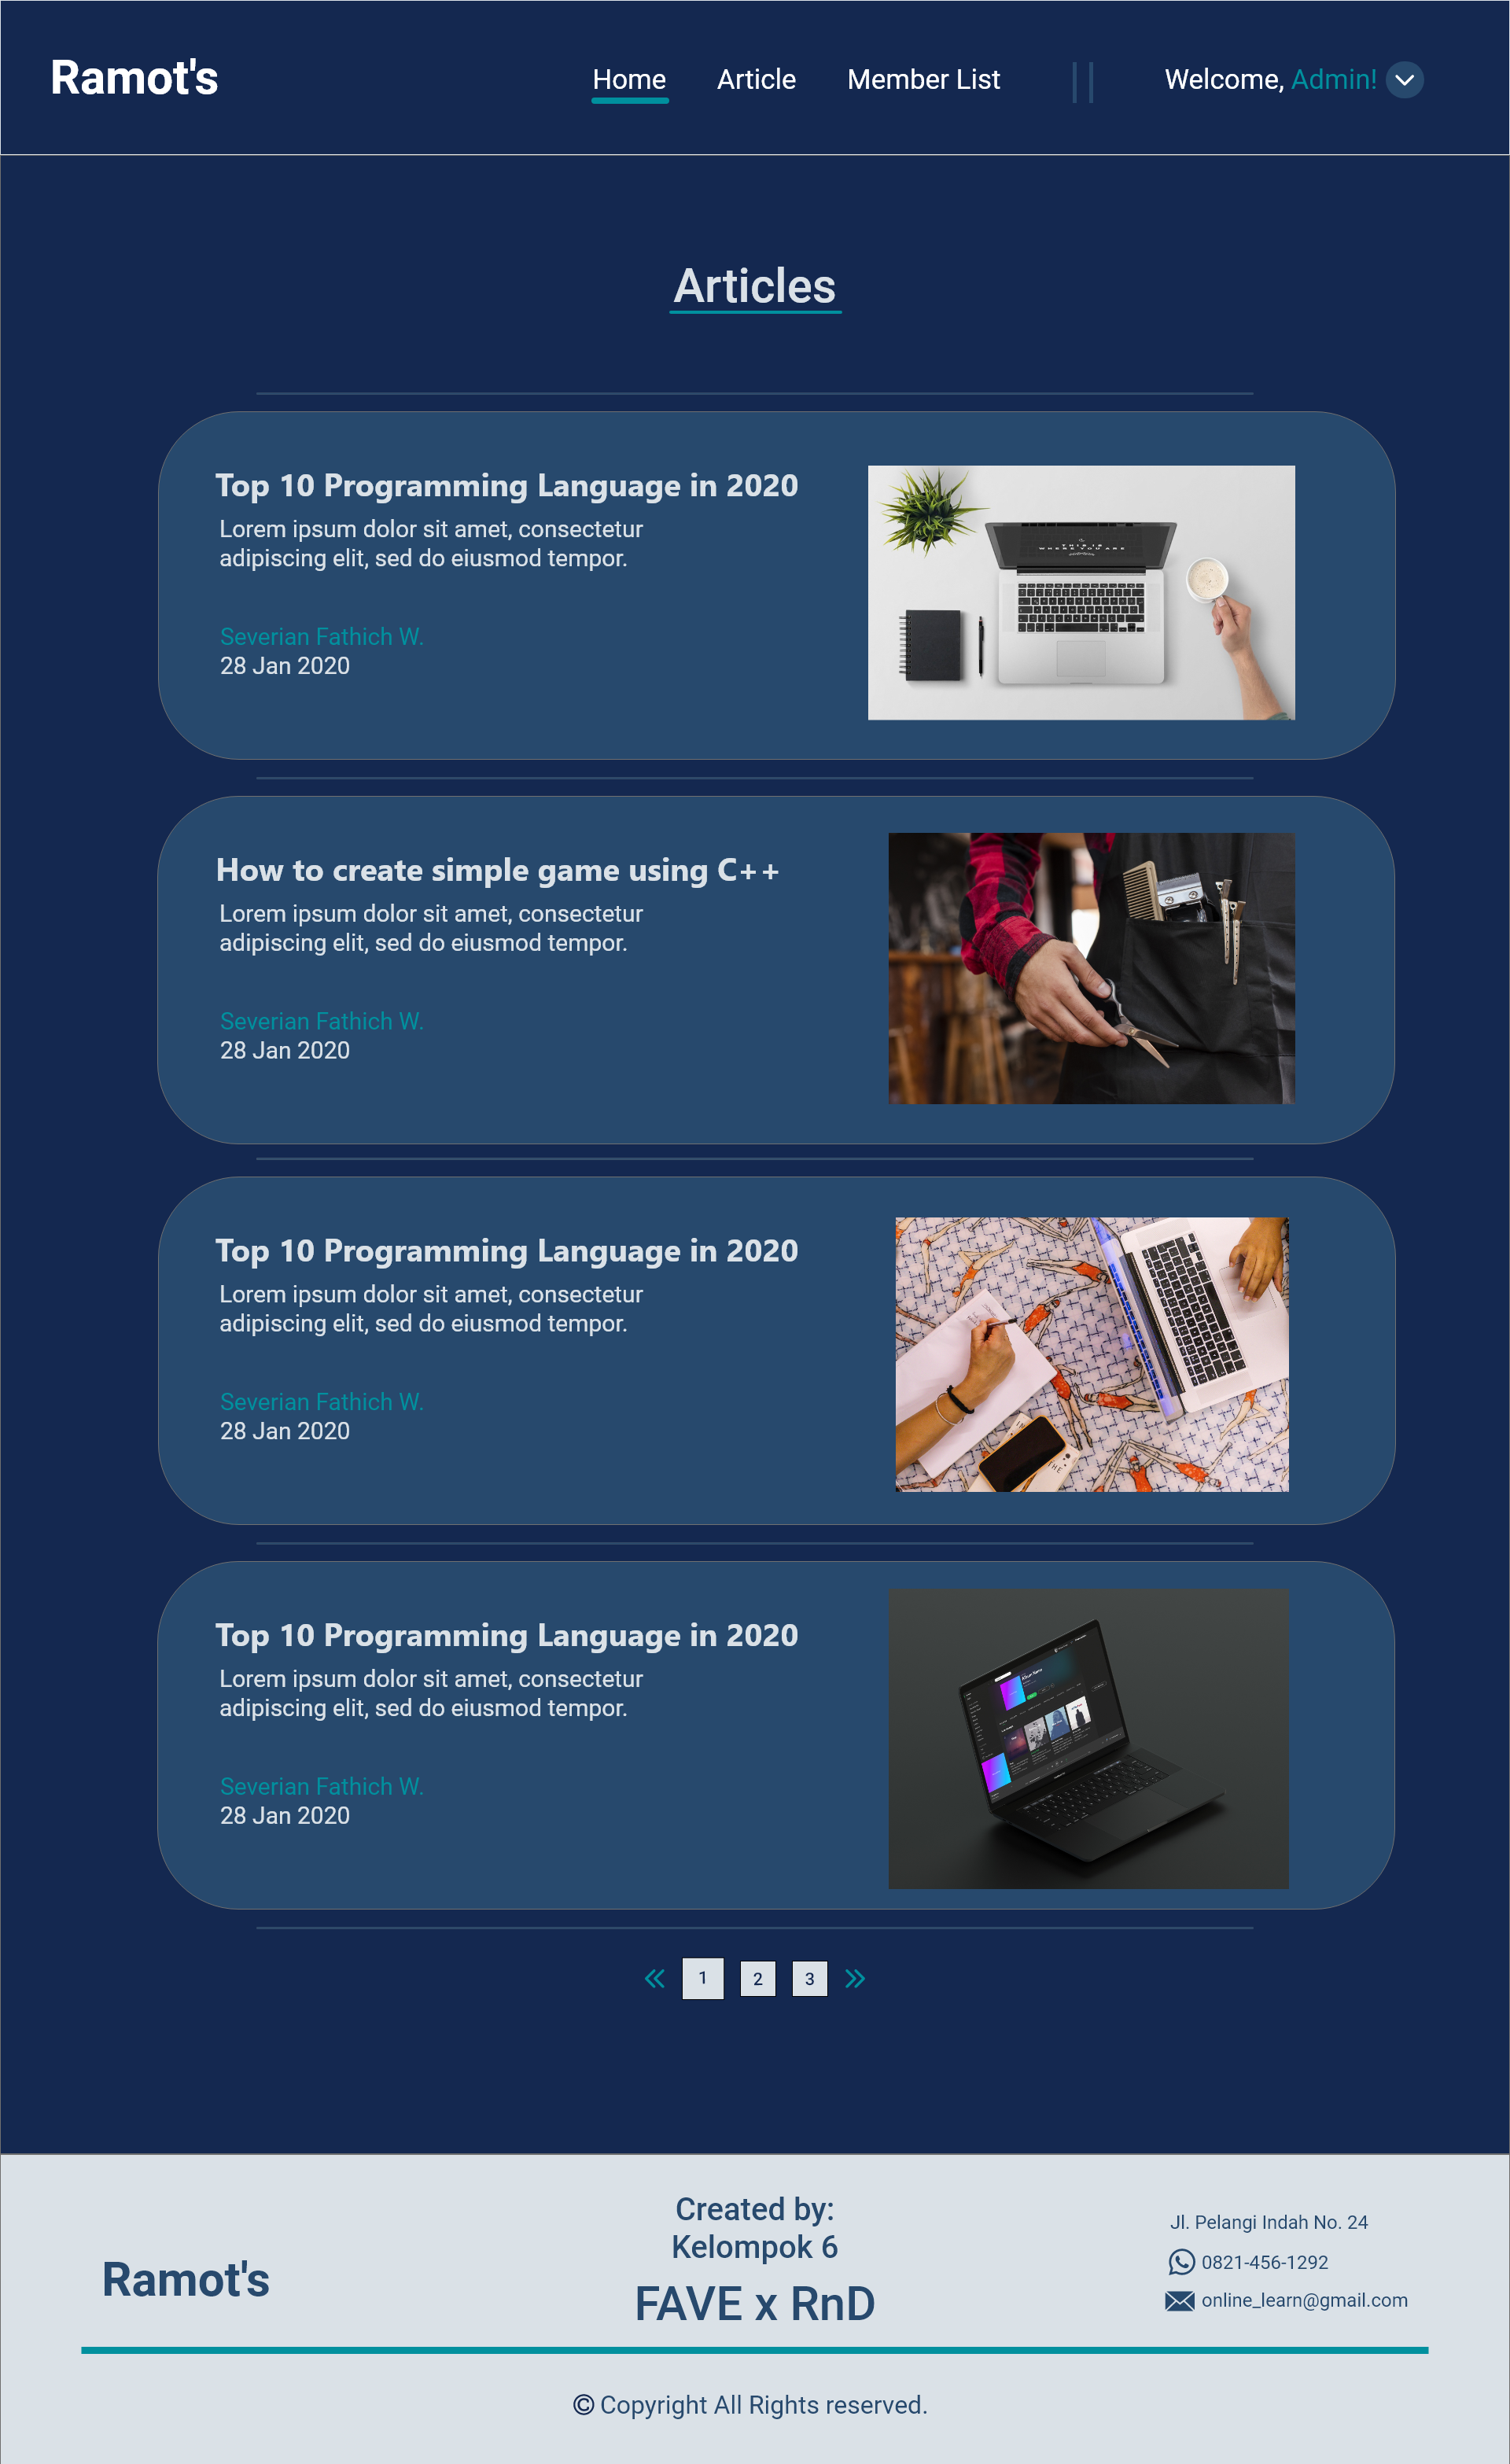 Ramot's
Home Article Member List Welcome, Admin!
Articles
Top 10 Programming Language in 2020
Lorem ipsum dolor sit amet, consectetur
adipiscing elit, sed do eiusmod tempor.
Severian Fathich W.
28 Jan 2020
THIS IS
WHERE YOU ARE
How to create simple game using C++
Lorem ipsum dolor sit amet, consectetur
adipiscing elit, sed do eiusmod tempor.
Severian Fathich W.
28 Jan 2020
Top 10 Programming Language in 2020
Lorem ipsum dolor sit amet, consectetur
adipiscing elit, sed do eiusmod tempor.
Severian Fathich W.
28 Jan 2020
THE
Top 10 Programming Language in 2020
Lorem ipsum dolor sit amet, consectetur
adipiscing elit, sed do eiusmod tempor.
Severian Fathich W.
28 Jan 2020
« 1 2 3 »
Ramot's
Created by:
Kelompok 6
FAVE x RnD
Jl. Pelangi Indah No. 24
0821-456-1292
online_learn@gmail.com
© Copyright All Rights reserved.